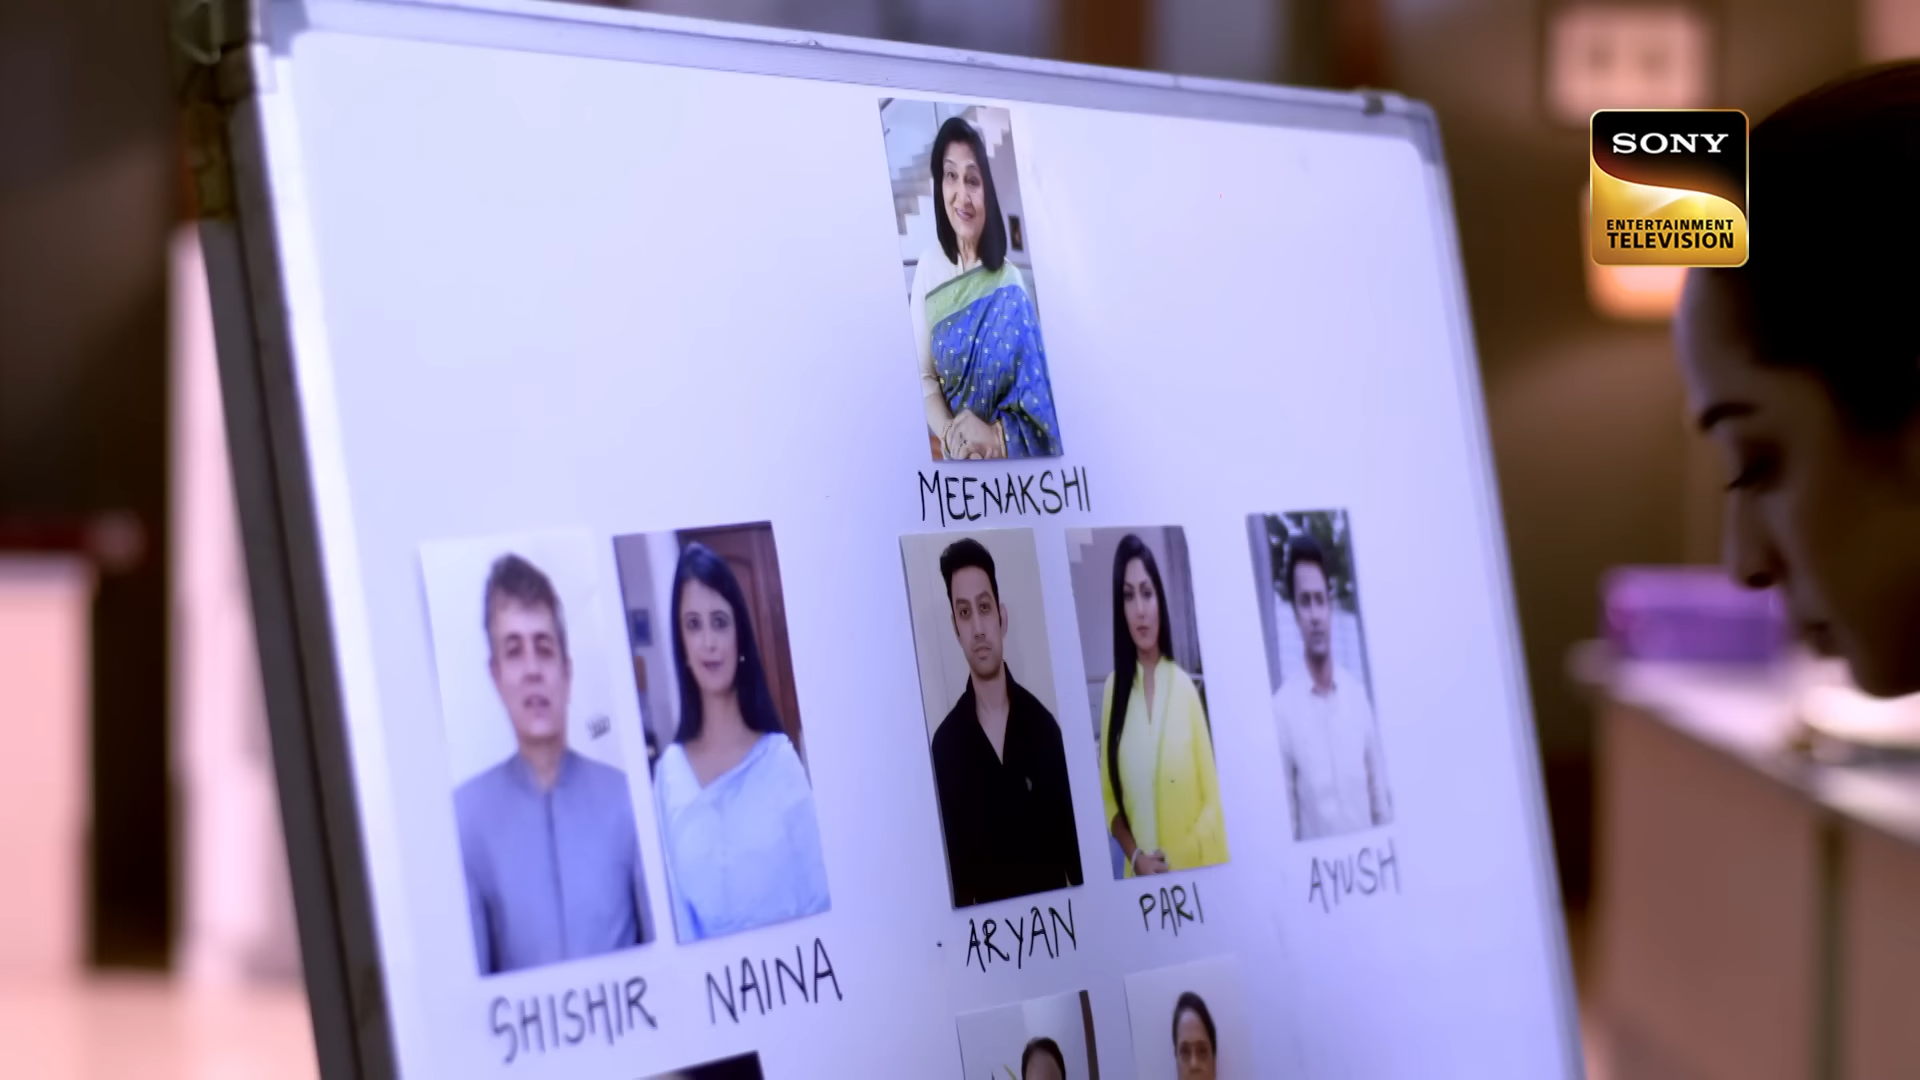 SONY
ENTERTAINMENT
TELEVISION
MEENAKSHI
SHISHIR
NAINA
ARYAN
PARI
AYUSH